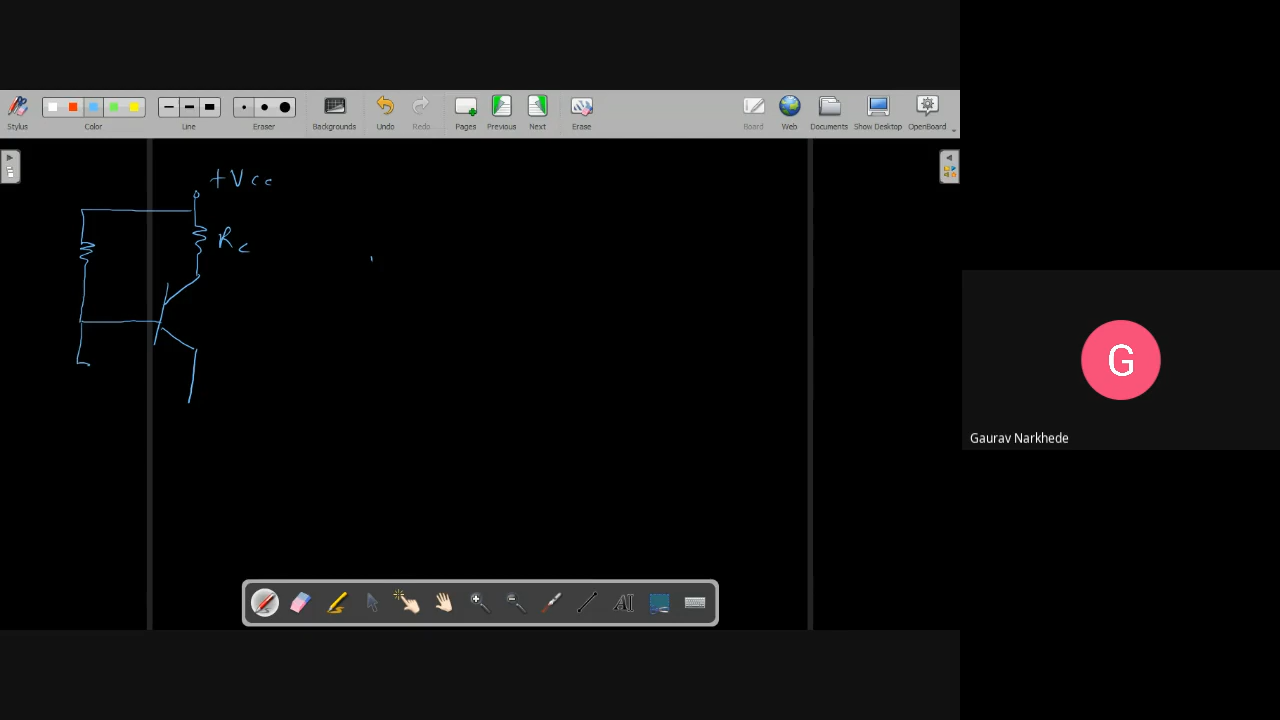 Stylus
Color
Line
Eraser
Backgrounds
Undo
Redo
Pages
Previous
Next
Erase
Board
Web
Documents
Show Desktop
OpenBoard
+Vcc
Rc
AI
G
Gaurav Narkhede